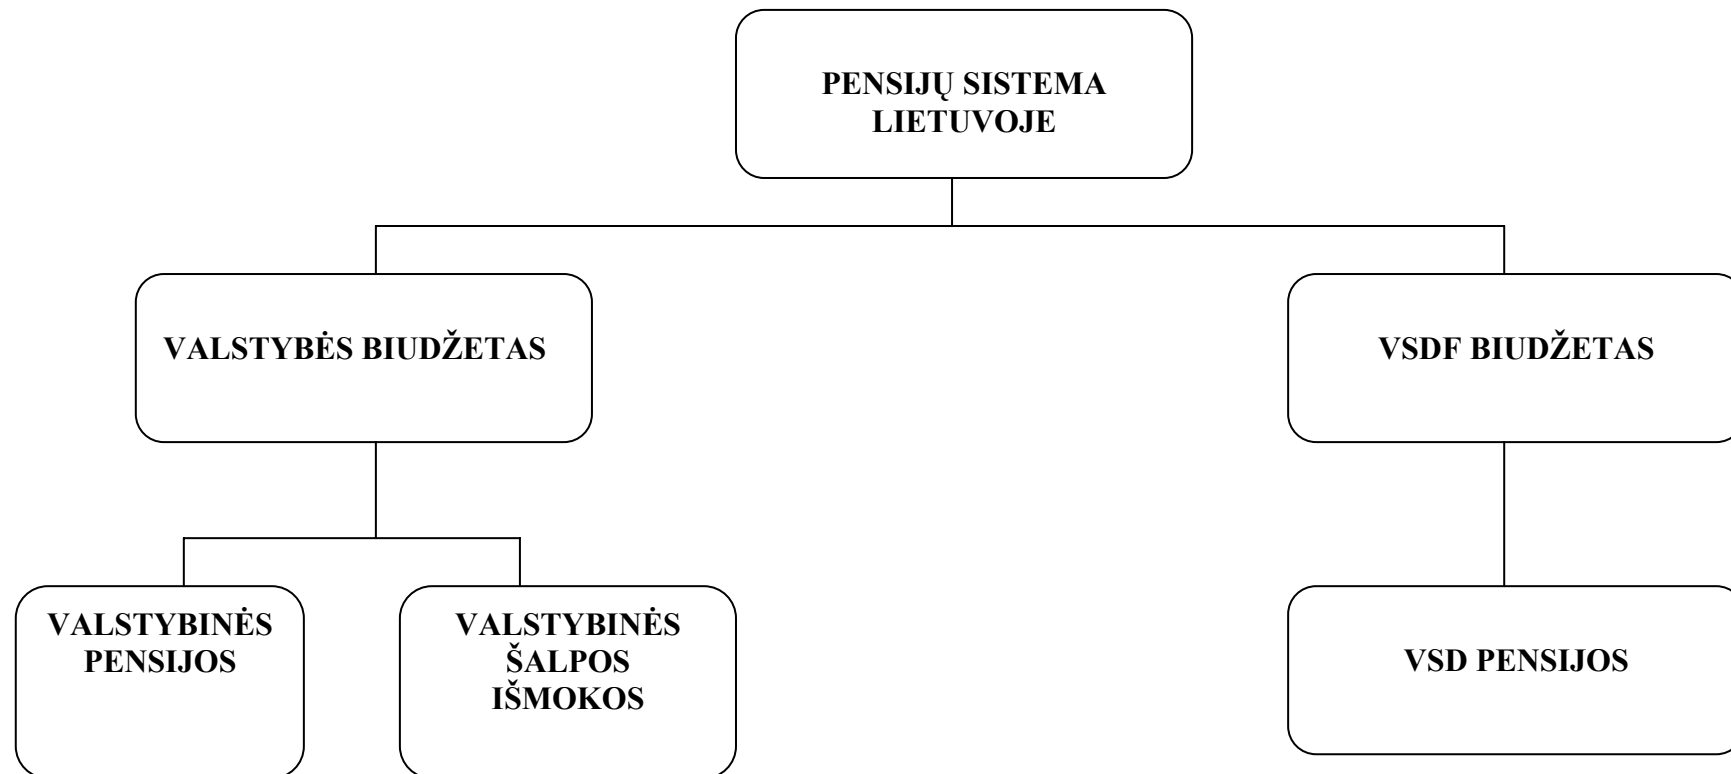 PENSIJŲ SISTEMA
LIETUVOJE
VALSTYBĖS BIUDŽETAS
VSDF BIUDŽETAS
VALSTYBINĖS
PENSIJOS
VALSTYBINĖS
ŠALPOS
IŠMOKOS
VSD PENSIJOS